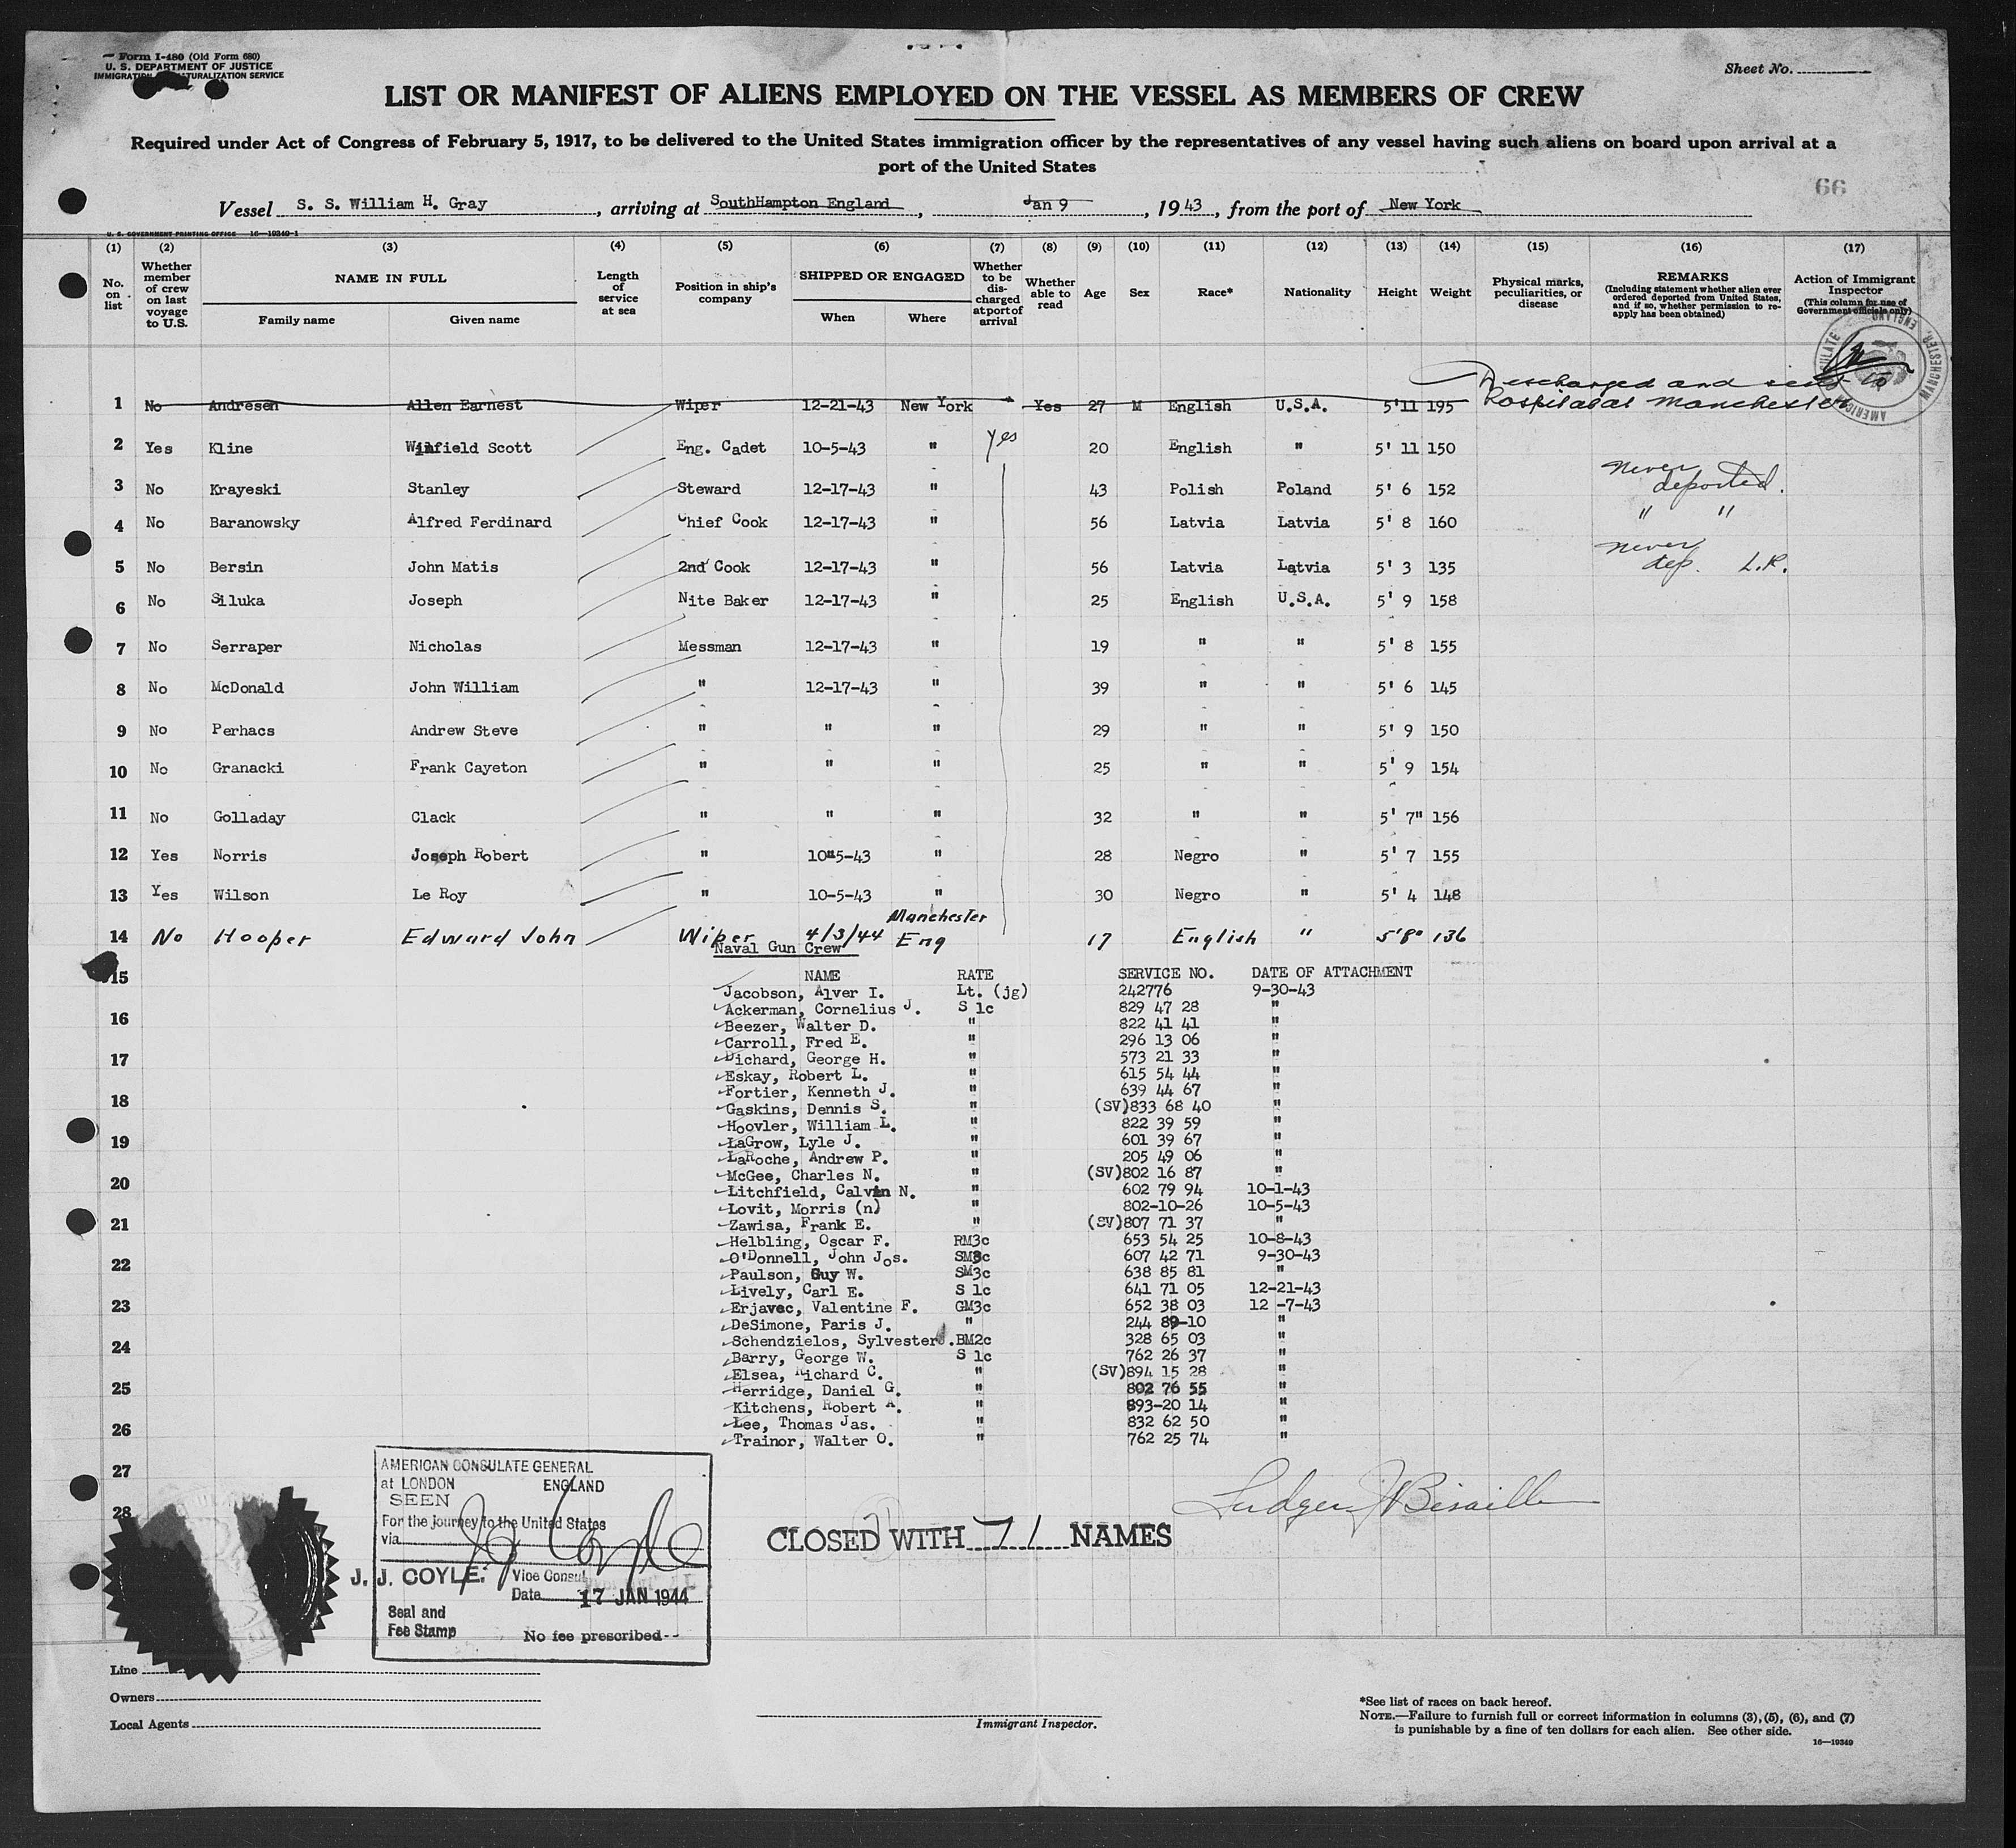 Form I-480 (Old Form 680)
U. S. DEPARTMENT OF JUSTICE
IMMIGRATION NATURALIZATION SERVICE
Sheet No.
LIST OR MANIFEST OF ALIENS EMPLOYED ON THE VESSEL AS MEMBERS OF CREW
Required under Act of Congress of February 5, 1917, to be delivered to the United States immigration officer by the representatives of any vessel having such aliens on board upon arrival at a
port of the United States
66
Vessel S. S. William H. Gray, arriving at SouthHampton England, Jan 9, 1943, from the port of New York
U. S. GOVERNMENT PRINTING OFFICE 16—19349-1
(1) (2) (3) (4) (5) (6) (7) (8) (9) (10) (11) (12) (13) (14) (15) (16) (17)
No. on list
Whether member of crew on last voyage to U.S.
NAME IN FULL
Family name
Given name
Length of service at sea
Position in ship's company
SHIPPED OR ENGAGED
When
Where
Whether to be discharged at port of arrival
Whether able to read
Age
Sex
Race*
Nationality
Height
Weight
Physical marks, peculiarities, or disease
REMARKS
(Including statement whether alien ever ordered deported from United States, and if so, whether permission to reapply has been obtained)
Action of Immigrant Inspector
(This column for use of Government officials only)
Discharged and sent to
1 No Andresen Allen Earnest Wiper 12-21-43 New York Yes 27 M English U.S.A. 5'11 195 Hospitabal Manchester
2 Yes Kline Winfield Scott Eng. Cadet 10-5-43 " yes 20 English " 5' 11 150
3 No Krayeski Stanley Steward 12-17-43 " 43 Polish Poland 5' 6 152 never deported.
4 No Baranowsky Alfred Ferdinard Chief Cook 12-17-43 " 56 Latvia Latvia 5' 8 160 " "
5 No Bersin John Matis 2nd Cook 12-17-43 " 56 Latvia Latvia 5' 3 135 never dep. L.R.
6 No Siluka Joseph Nite Baker 12-17-43 " 25 English U.S.A. 5' 9 158
7 No Serraper Nicholas Messman 12-17-43 " 19 " " 5' 8 155
8 No McDonald John William " 12-17-43 " 39 " " 5' 6 145
9 No Perhacs Andrew Steve " " " 29 " " 5' 9 150
10 No Granacki Frank Cayeton " " " 25 " " 5' 9 154
11 No Golladay Clack " " " 32 " " 5' 7" 156
12 Yes Norris Joseph Robert " 10-5-43 " 28 Negro " 5' 7 155
13 Yes Wilson Le Roy " 10-5-43 " 30 Negro " 5' 4 148
14 No Hooper Edward John Wiper 4/3/44 Manchester Eng 17 English " 5'8" 136
Naval Gun Crew
15 NAME RATE SERVICE NO. DATE OF ATTACHMENT
Jacobson, Alver I. Lt. (jg) 242776 9-30-43
Ackerman, Cornelius J. S 1c 829 47 28 "
16
Beezer, Walter D. " 822 41 41 "
Carroll, Fred E. " 296 13 06 "
17
Dichard, George H. " 573 21 33 "
Eskay, Robert L. " 615 54 44 "
Fortier, Kenneth J. " 639 44 67 "
18
Gaskins, Dennis S. " (SV)833 68 40 "
Hoovler, William L. " 822 39 59 "
19
LaGrow, Lyle J. " 601 39 67 "
LaRoche, Andrew P. " 205 49 06 "
McGee, Charles N. " (SV)802 16 87 "
20
Litchfield, Calvin N. " 602 79 94 10-1-43
Lovit, Morris (n) " 802-10-26 10-5-43
21
Zawisa, Frank E. " (SV)807 71 37 "
Helbling, Oscar F. RM3c 653 54 25 10-8-43
O'Donnell, John Jos. SM3c 607 42 71 9-30-43
22
Paulson, Guy W. SM3c 638 85 81 "
Lively, Carl E. S 1c 641 71 05 12-21-43
23
Erjavec, Valentine F. GM3c 652 38 03 12 -7-43
DeSimone, Paris J. " 244 89-10 "
Schendzielos, Sylvester J. BM2c 328 65 03 "
24
Barry, George W. S 1c 762 26 37 "
Elsea, Richard C. " (SV)894 15 28 "
25
Herridge, Daniel G. " 802 76 55 "
Kitchens, Robert A. " 893-20 14 "
Lee, Thomas Jas. " 832 62 50 "
26
Trainor, Walter O. " 762 25 74 "
27
28
AMERICAN CONSULATE GENERAL
at LONDON ENGLAND
SEEN
For the journey to the United States
via
J. J. COYLE. Vice Consul
Date 17 JAN 1944
Seal and
Fee Stamp No fee prescribed--
Ludger J Bisaillon
CLOSED WITH 71 NAMES
Line
Owners
Local Agents
Immigrant Inspector.
*See list of races on back hereof.
NOTE.—Failure to furnish full or correct information in columns (3), (5), (6), and (7)
is punishable by a fine of ten dollars for each alien. See other side.
16—19349